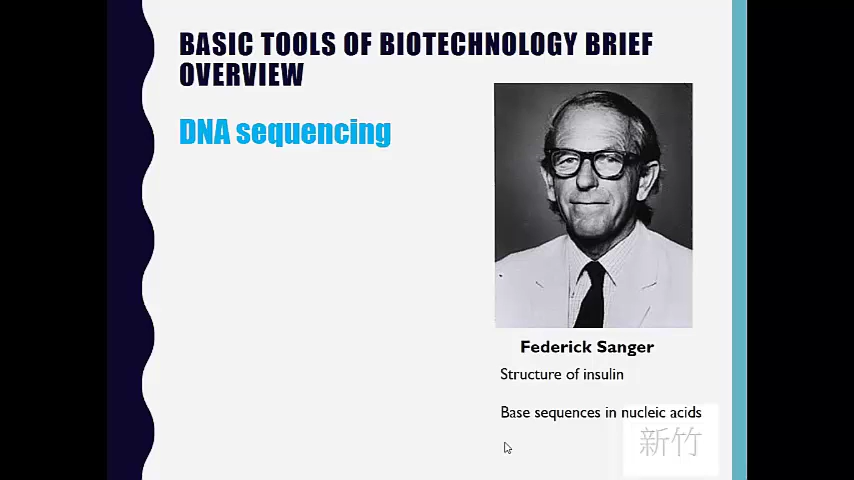 BASIC TOOLS OF BIOTECHNOLOGY BRIEF
OVERVIEW
DNA sequencing
Federick Sanger
Structure of insulin
Base sequences in nucleic acids
新竹